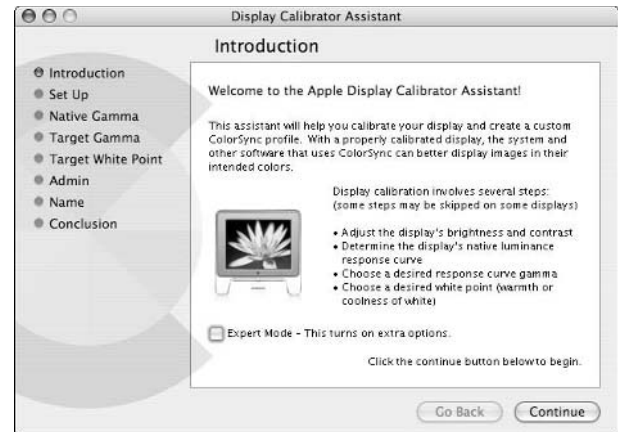 Display Calibrator Assistant
Introduction
Introduction
Set Up
Native Gamma
Target Gamma
Target White Point
Admin
Name
Conclusion
Welcome to the Apple Display Calibrator Assistant!
This assistant will help you calibrate your display and create a custom
ColorSync profile. With a properly calibrated display, the system and
other software that uses ColorSync can better display images in their
intended colors.
Display calibration involves several steps:
(some steps may be skipped on some displays)
• Adjust the display's brightness and contrast
• Determine the display's native luminance
response curve
• Choose a desired response curve gamma
• Choose a desired white point (warmth or
coolness of white)
Expert Mode – This turns on extra options.
Click the continue button below to begin.
Go Back
Continue